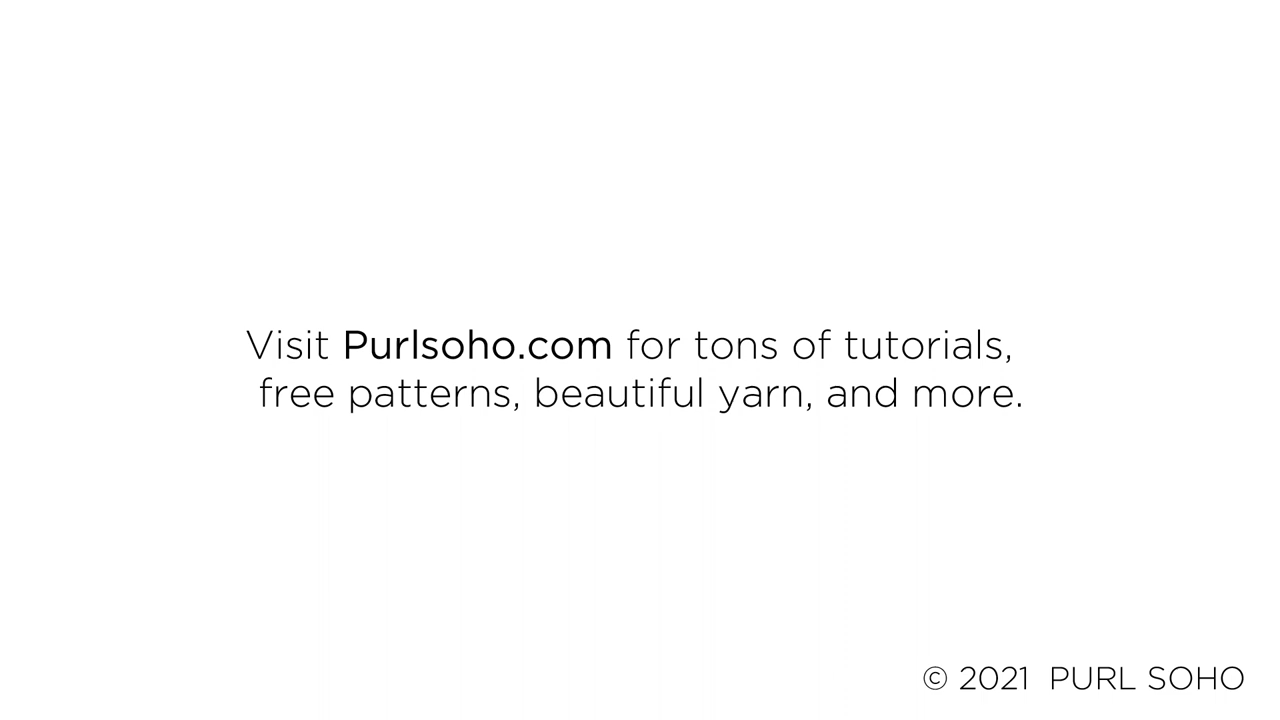 Visit Purlsoho.com for tons of tutorials,
free patterns, beautiful yarn, and more.
© 2021 PURL SOHO